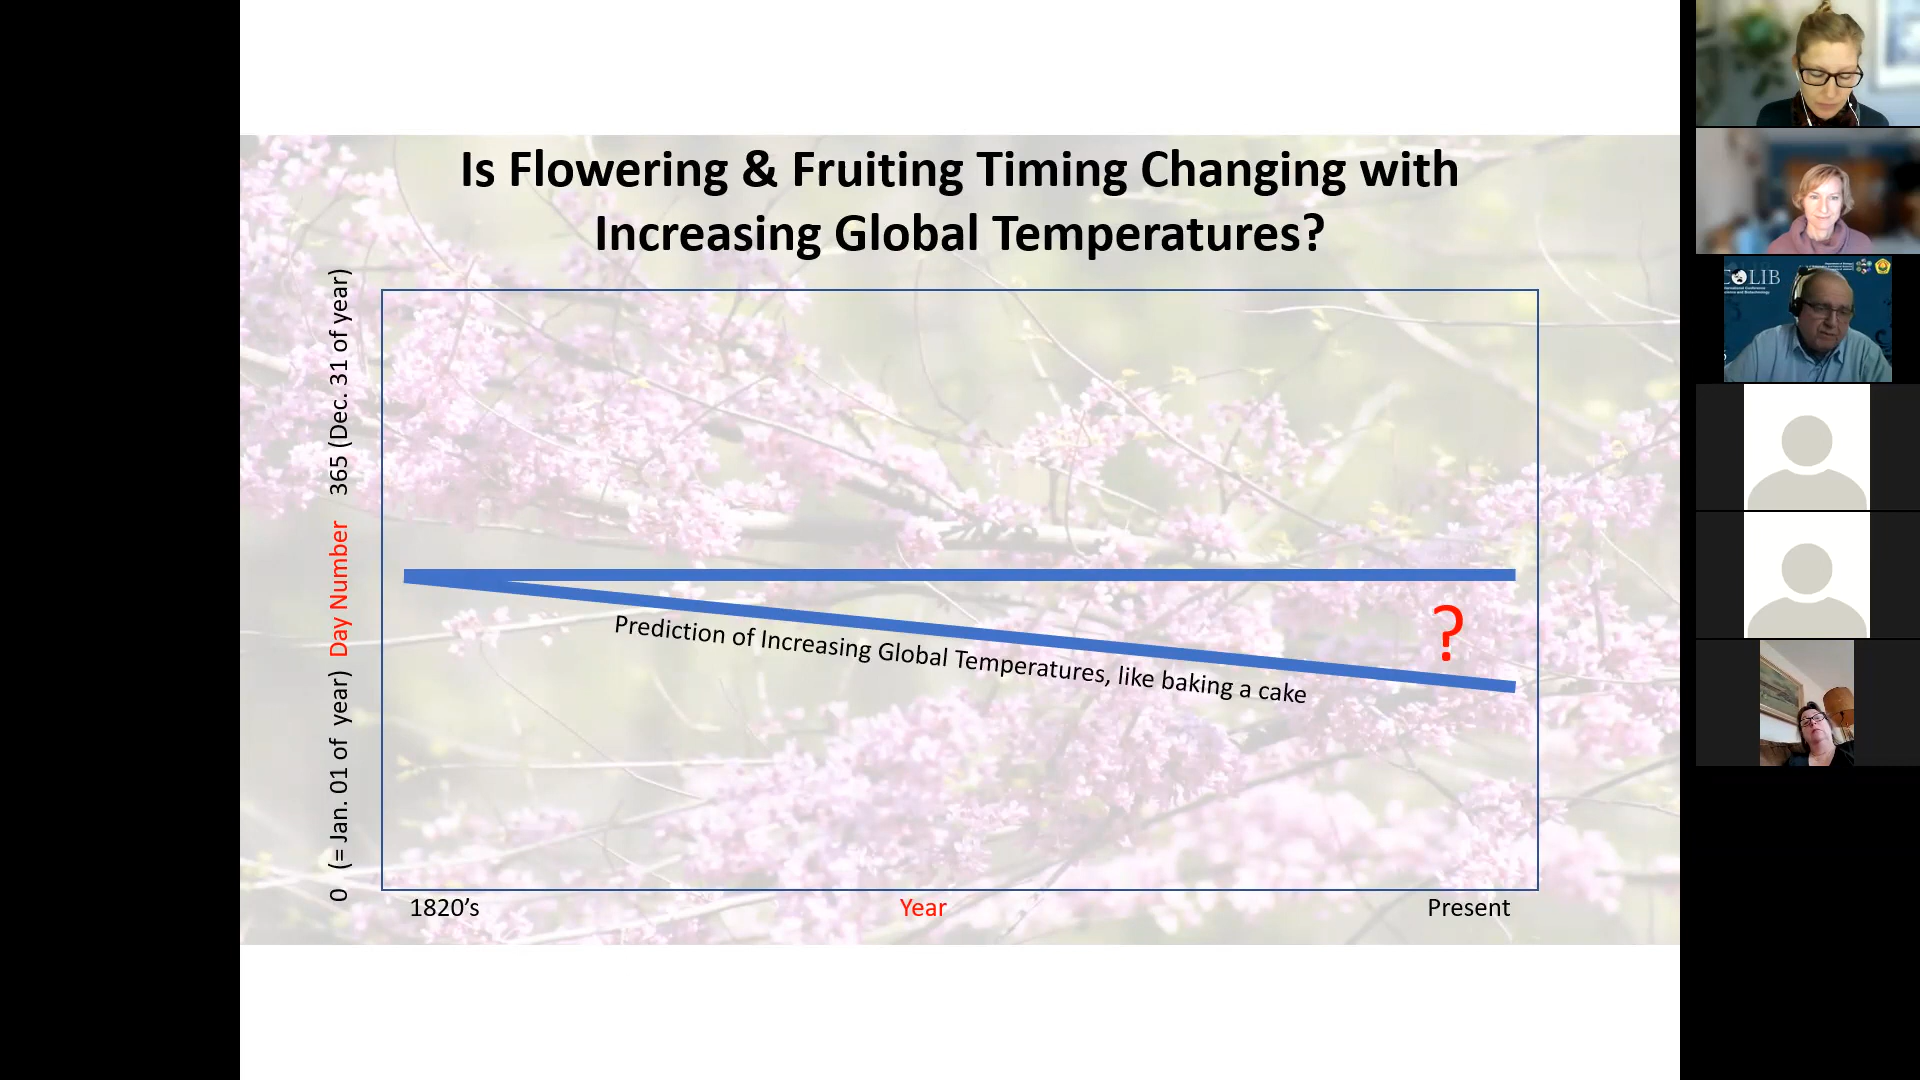 Is Flowering & Fruiting Timing Changing with
Increasing Global Temperatures?
0 (= Jan. 01 of year) Day Number 365 (Dec. 31 of year)
Prediction of Increasing Global Temperatures, like baking a cake
?
1820’s Year Present
COLIB